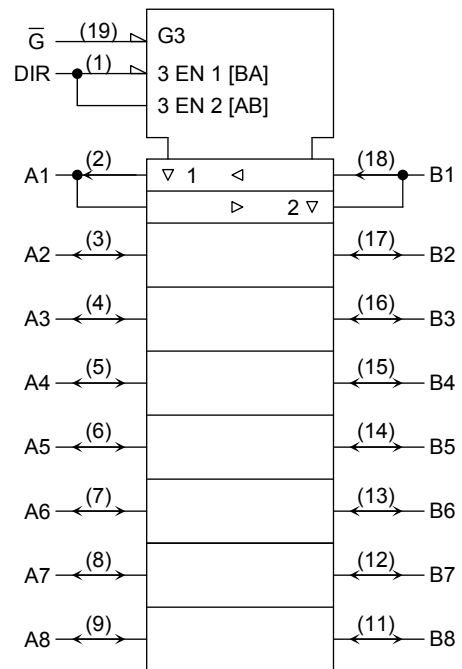 G̅ (19) G3
DIR (1) 3 EN 1 [BA]
3 EN 2 [AB]
A1 (2) ▽ 1 ◁ (18) B1
▷ 2 ▽
A2 (3) (17) B2
A3 (4) (16) B3
A4 (5) (15) B4
A5 (6) (14) B5
A6 (7) (13) B6
A7 (8) (12) B7
A8 (9) (11) B8